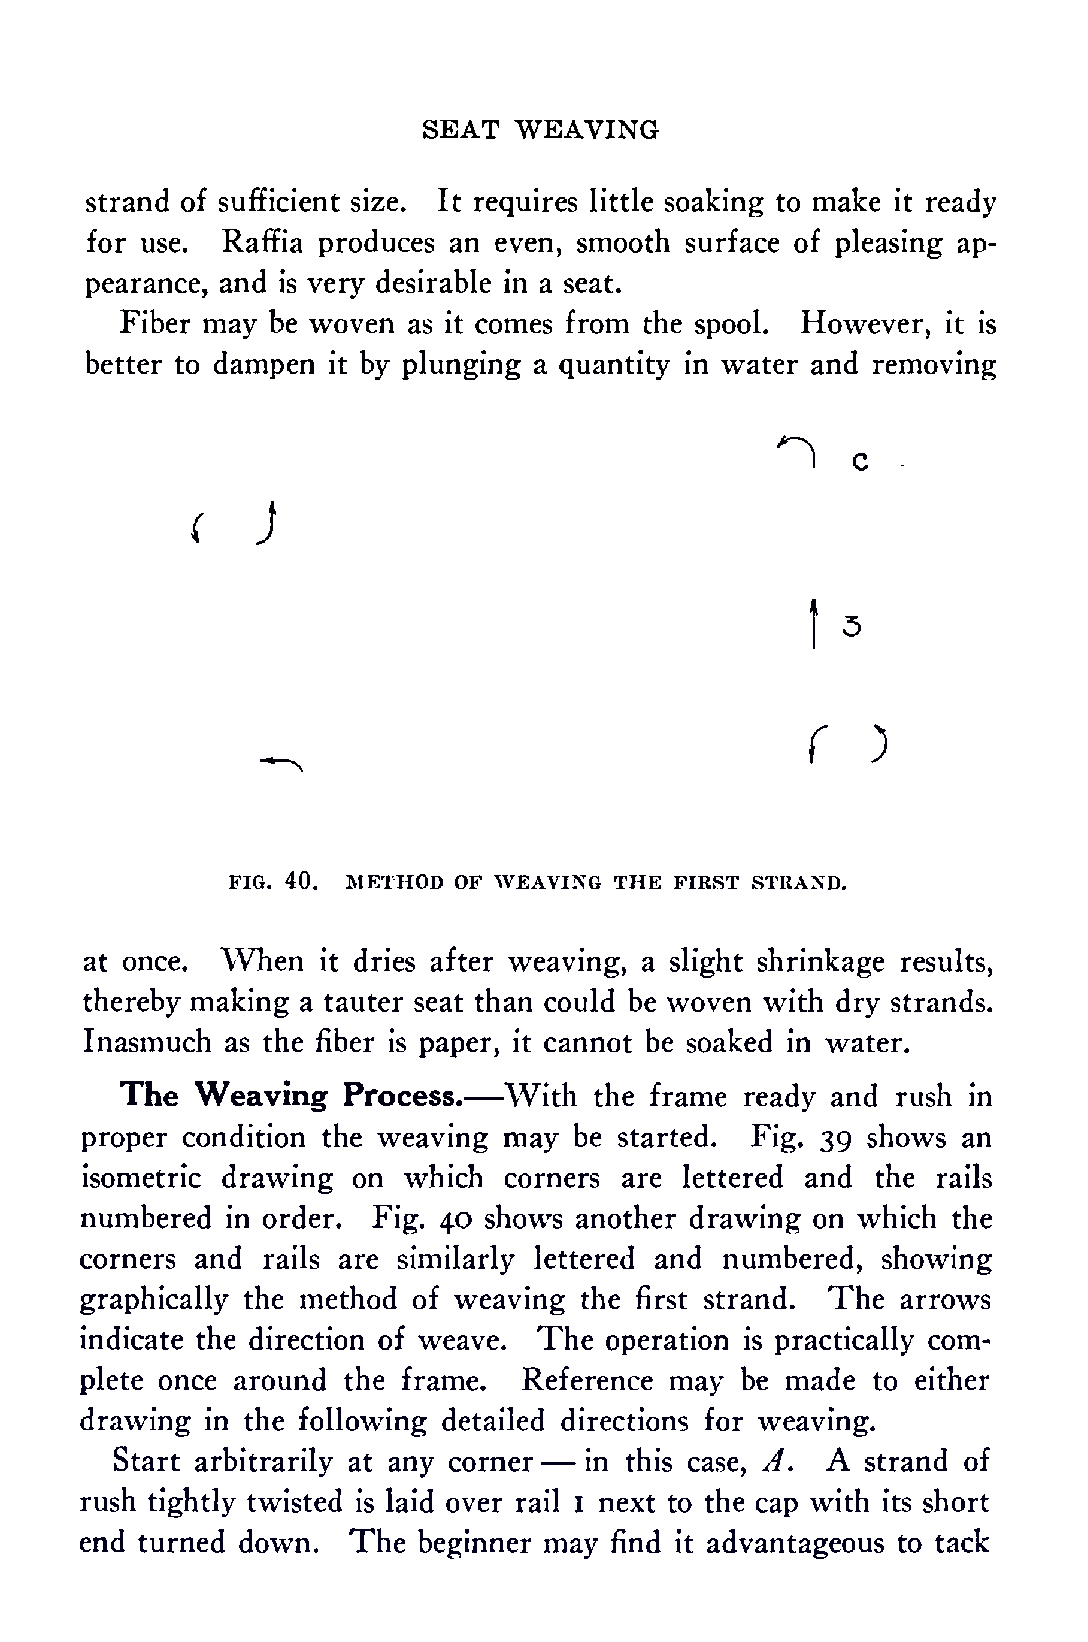 SEAT WEAVING
strand of sufficient size. It requires little soaking to make it ready
for use. Raffia produces an even, smooth surface of pleasing ap-
pearance, and is very desirable in a seat.
Fiber may be woven as it comes from the spool. However, it is
better to dampen it by plunging a quantity in water and removing
C
3
FIG. 40. METHOD OF WEAVING THE FIRST STRAND.
at once. When it dries after weaving, a slight shrinkage results,
thereby making a tauter seat than could be woven with dry strands.
Inasmuch as the fiber is paper, it cannot be soaked in water.
The Weaving Process.—With the frame ready and rush in
proper condition the weaving may be started. Fig. 39 shows an
isometric drawing on which corners are lettered and the rails
numbered in order. Fig. 40 shows another drawing on which the
corners and rails are similarly lettered and numbered, showing
graphically the method of weaving the first strand. The arrows
indicate the direction of weave. The operation is practically com-
plete once around the frame. Reference may be made to either
drawing in the following detailed directions for weaving.
Start arbitrarily at any corner — in this case, A. A strand of
rush tightly twisted is laid over rail 1 next to the cap with its short
end turned down. The beginner may find it advantageous to tack